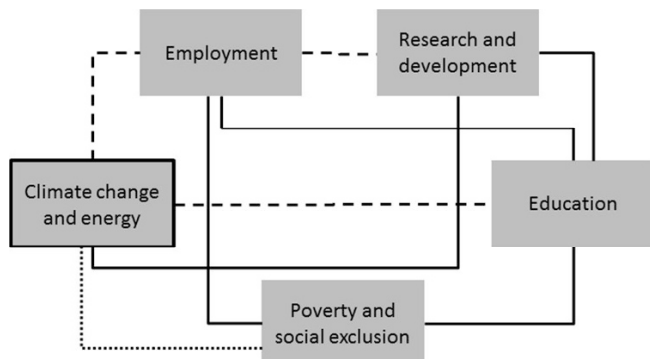 Employment
Research and
development
Climate change
and energy
Education
Poverty and
social exclusion